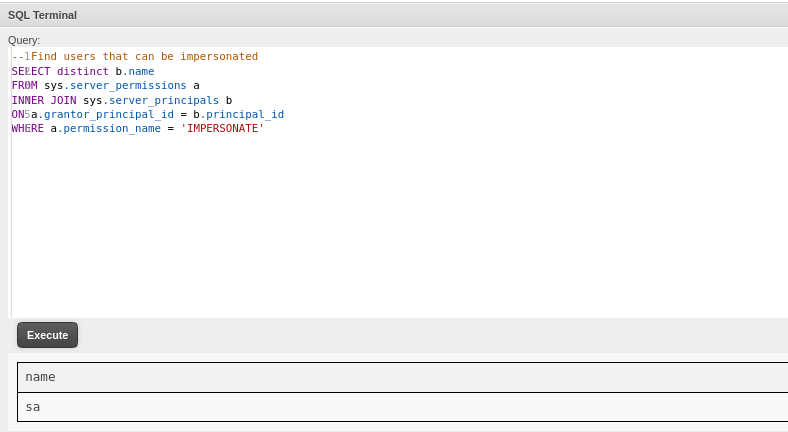 SQL Terminal
Query:
-- Find users that can be impersonated
SELECT distinct b.name
FROM sys.server_permissions a
INNER JOIN sys.server_principals b
ON a.grantor_principal_id = b.principal_id
WHERE a.permission_name = 'IMPERSONATE'
Execute
name
sa